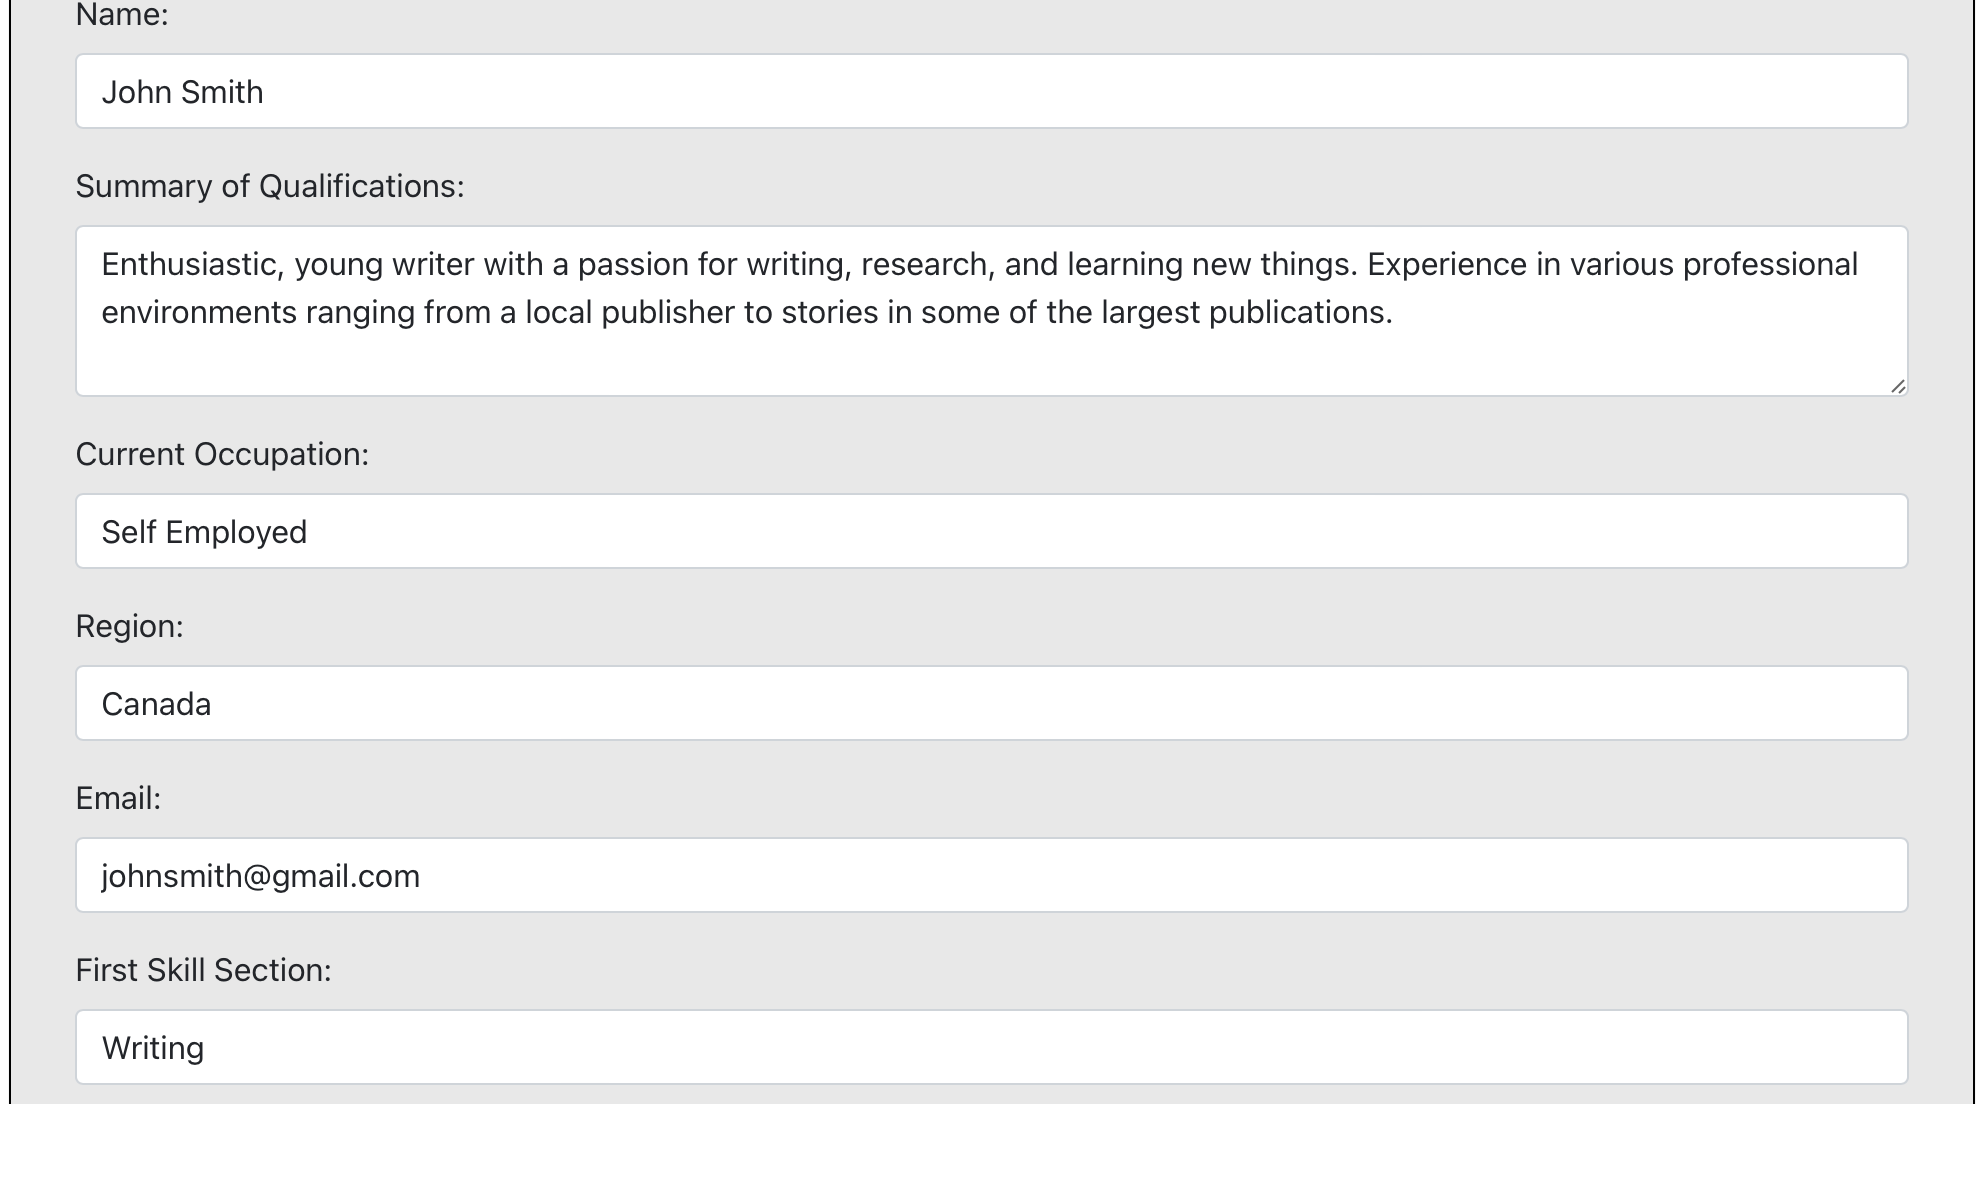 Name:
John Smith
Summary of Qualifications:
Enthusiastic, young writer with a passion for writing, research, and learning new things. Experience in various professional
environments ranging from a local publisher to stories in some of the largest publications.
Current Occupation:
Self Employed
Region:
Canada
Email:
johnsmith@gmail.com
First Skill Section:
Writing